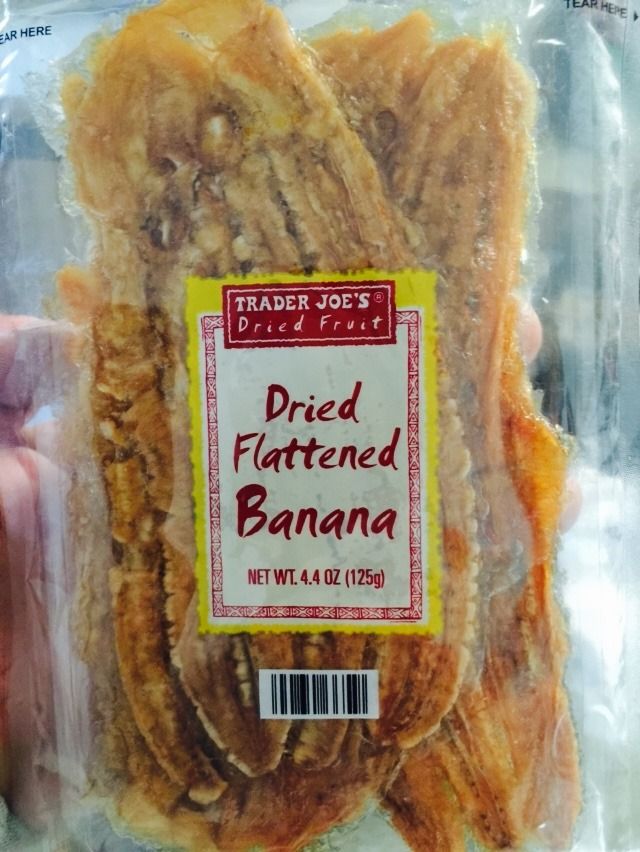 EAR HERE
TEAR HERE
TRADER JOE'S®
Dried Fruit
Dried
Flattened
Banana
NET WT. 4.4 OZ (125g)